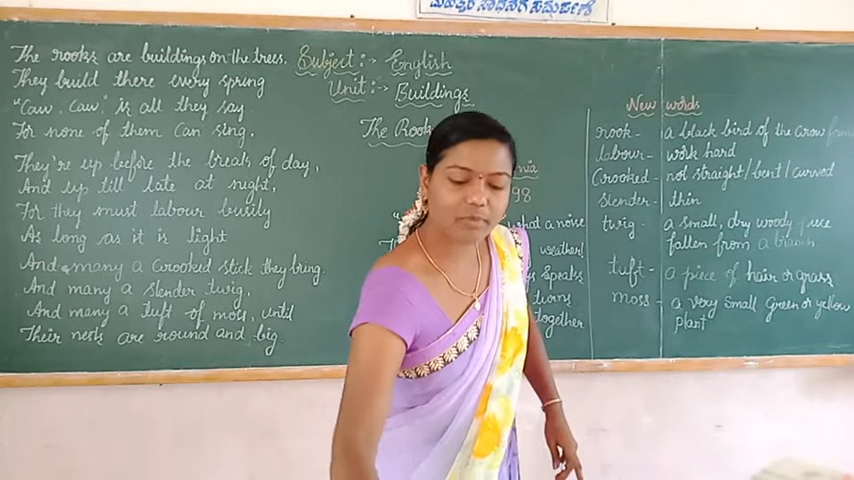 The rooks are buildings on the trees.
They build there every spring
"Caw, Caw," is all they say
For none of them Can sing.
They're up before the break of day,
And up till late at night,
For they must labour busily
As long as it is light
And many a Crooked stick they bring.
And many a slender twig,
And many a tuft of moss, until
Their nests are round and big.
Subject :-> English
Unit :-> Buildings
The
98
what a noise
weather!
Speaks
turns
together
New words
rook - a black bird of the crow
labour - work hard
Crooked - not straight / bent / curved
slender - thin
twig - a small, dry woody piece
fallen from a branch
tuft - a piece of hair or grass.
moss - a very small green or yellow
plant